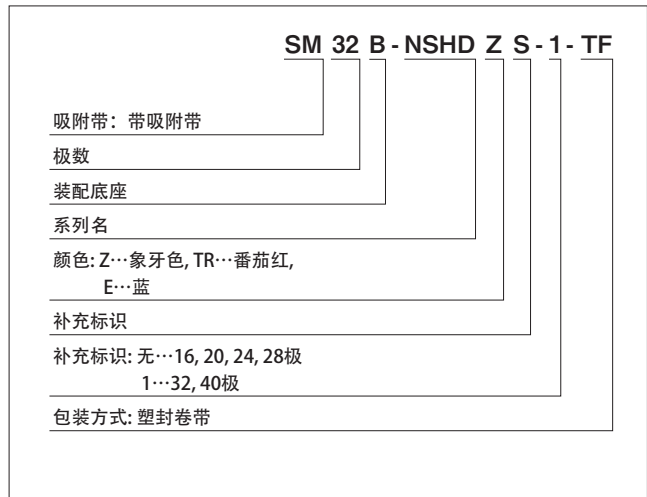 SM 32 B - NSHD Z S - 1 - TF
吸附带：带吸附带
极数
装配底座
系列名
颜色: Z…象牙色, TR…番茄红,
E…蓝
补充标识
补充标识: 无…16, 20, 24, 28极
1…32, 40极
包装方式: 塑封卷带